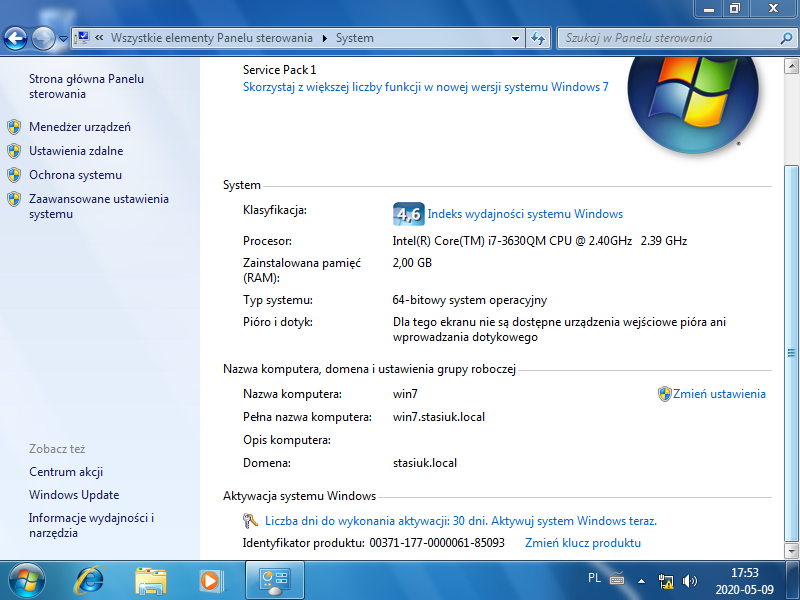 « Wszystkie elementy Panelu sterowania ▸ System
Szukaj w Panelu sterowania
Strona główna Panelu
sterowania
Menedżer urządzeń
Ustawienia zdalne
Ochrona systemu
Zaawansowane ustawienia
systemu
Zobacz też
Centrum akcji
Windows Update
Informacje wydajności i
narzędzia
Service Pack 1
Skorzystaj z większej liczby funkcji w nowej wersji systemu Windows 7
System
Klasyfikacja: 4,6 Indeks wydajności systemu Windows
Procesor: Intel(R) Core(TM) i7-3630QM CPU @ 2.40GHz 2.39 GHz
Zainstalowana pamięć 2,00 GB
(RAM):
Typ systemu: 64-bitowy system operacyjny
Pióro i dotyk: Dla tego ekranu nie są dostępne urządzenia wejściowe pióra ani
wprowadzania dotykowego
Nazwa komputera, domena i ustawienia grupy roboczej
Nazwa komputera: win7 Zmień ustawienia
Pełna nazwa komputera: win7.stasiuk.local
Opis komputera:
Domena: stasiuk.local
Aktywacja systemu Windows
Liczba dni do wykonania aktywacji: 30 dni. Aktywuj system Windows teraz.
Identyfikator produktu: 00371-177-0000061-85093 Zmień klucz produktu
PL
17:53
2020-05-09